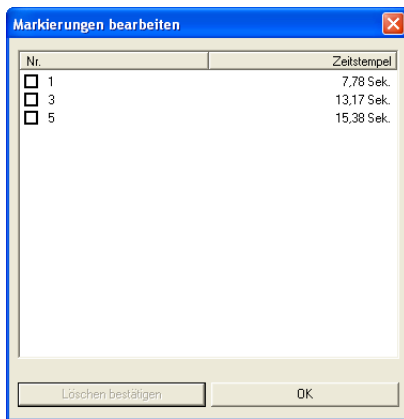 Markierungen bearbeiten
Nr. Zeitstempel
1 7,78 Sek.
3 13,17 Sek.
5 15,38 Sek.
Löschen bestätigen OK